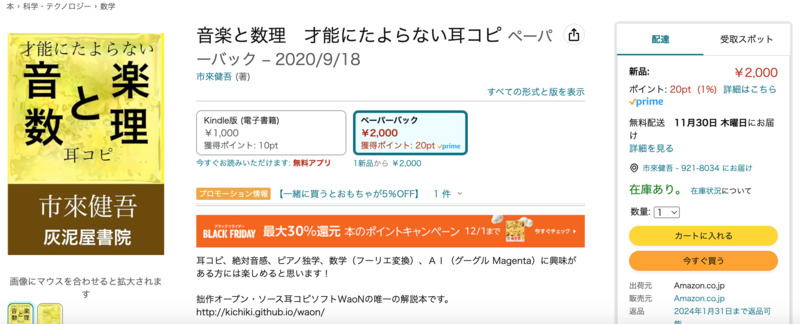 本 › 科学・テクノロジー › 数学
才能にたよらない
音楽
と
数理
耳コピ
市來健吾
灰泥屋書院
画像にマウスを合わせると拡大されます
音楽と数理　才能にたよらない耳コピ ペーパーバック – 2020/9/18
市來健吾 (著)
すべての形式と版を表示
Kindle版 (電子書籍)
￥1,000
獲得ポイント: 10pt
ペーパーバック
￥2,000
獲得ポイント: 20pt prime
今すぐお読みいただけます: 無料アプリ
1新品から ￥2,000
プロモーション情報 【一緒に買うとおもちゃが5%OFF】 1 件
ブラックフライデー
BLACK FRIDAY 最大30%還元 本のポイントキャンペーン 12/1まで 今すぐチェック
耳コピ、絶対音感、ピアノ独学、数学（フーリエ変換）、ＡＩ（グーグル Magenta）に興味がある方には楽しめると思います！
拙作オープン・ソース耳コピソフトWaoNの唯一の解説本です。
http://kichiki.github.io/waon/
配達
受取スポット
新品:
￥2,000
ポイント: 20pt (1%) 詳細はこちら
prime
無料配送 11月30日 木曜日にお届け
詳細を見る
市來健吾 - 921-8034 にお届け
在庫あり。 在庫状況について
数量: 1
カートに入れる
今すぐ買う
出荷元 Amazon.co.jp
販売元 Amazon.co.jp
返品 2024年1月31日まで返品可